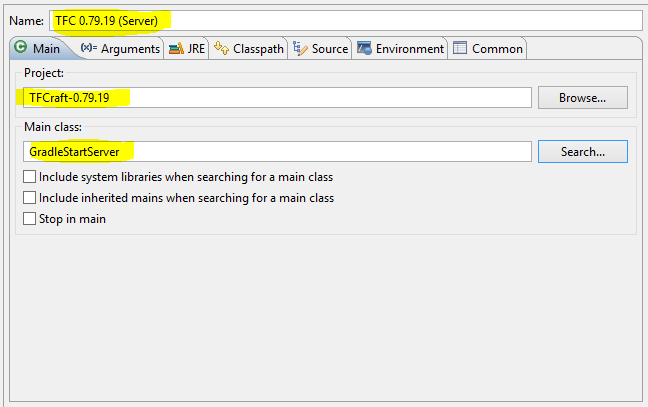 Name: TFC 0.79.19 (Server)
Main (x)= Arguments JRE Classpath Source Environment Common
Project:
TFCraft-0.79.19 Browse...
Main class:
GradleStartServer Search...
Include system libraries when searching for a main class
Include inherited mains when searching for a main class
Stop in main